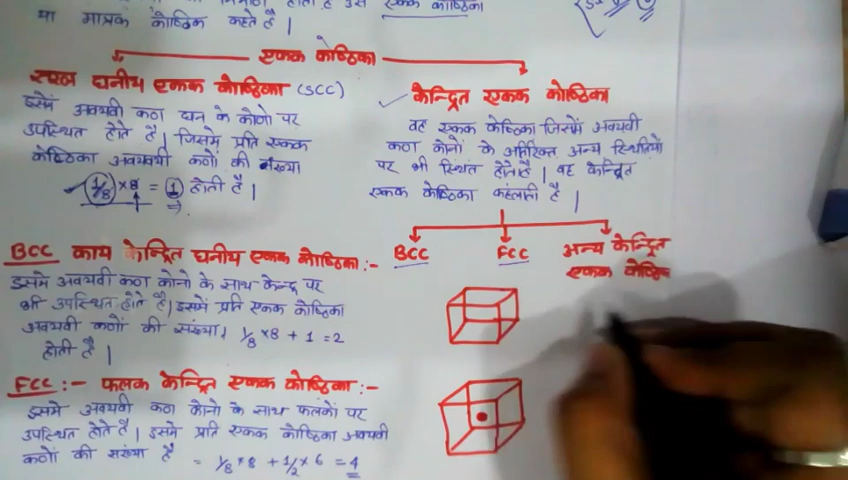 एकक कोष्ठिका
या मात्रक कोष्ठिक कहते है |
एकक कोष्ठिका
सरल घनीय एकक कोष्ठिका (SCC)
इसमें अवयवी कण घन के कोणो पर
उपस्थित होते है | जिसमे प्रति एकक
कोष्ठिका अवयवयी कणों की संख्या
(1/8) × 8 = 1 होती है |
केन्द्रित एकक कोष्ठिका
वह एकक कोष्ठिका जिसमें अवयवी
कण कोनों के अतिरिक्त अन्य स्थितियों
पर भी स्थित होते है | वह केन्द्रित
एकक कोष्ठिका कहलाती है |
BCC
FCC
अन्य केन्द्रित
एकक कोष्ठिक
BCC काय केन्द्रित घनीय एकक कोष्ठिका :-
इसमे अवयवी कण कोनो के साथ केन्द्र पर
भी उपस्थित होते है | इसमें प्रति एकक कोष्ठिका
अवयवी कणों की संख्या | 1/8 × 8 + 1 = 2
होती है |
FCC :- फलक केन्द्रित एकक कोष्ठिका :-
इसमे अवयवी कण कोनो के साथ फलकों पर
उपस्थित होते है | इसमे प्रति एकक कोष्ठिका अवयवी
कणों की संख्या है = 1/8 × 8 + 1/2 × 6 = 4